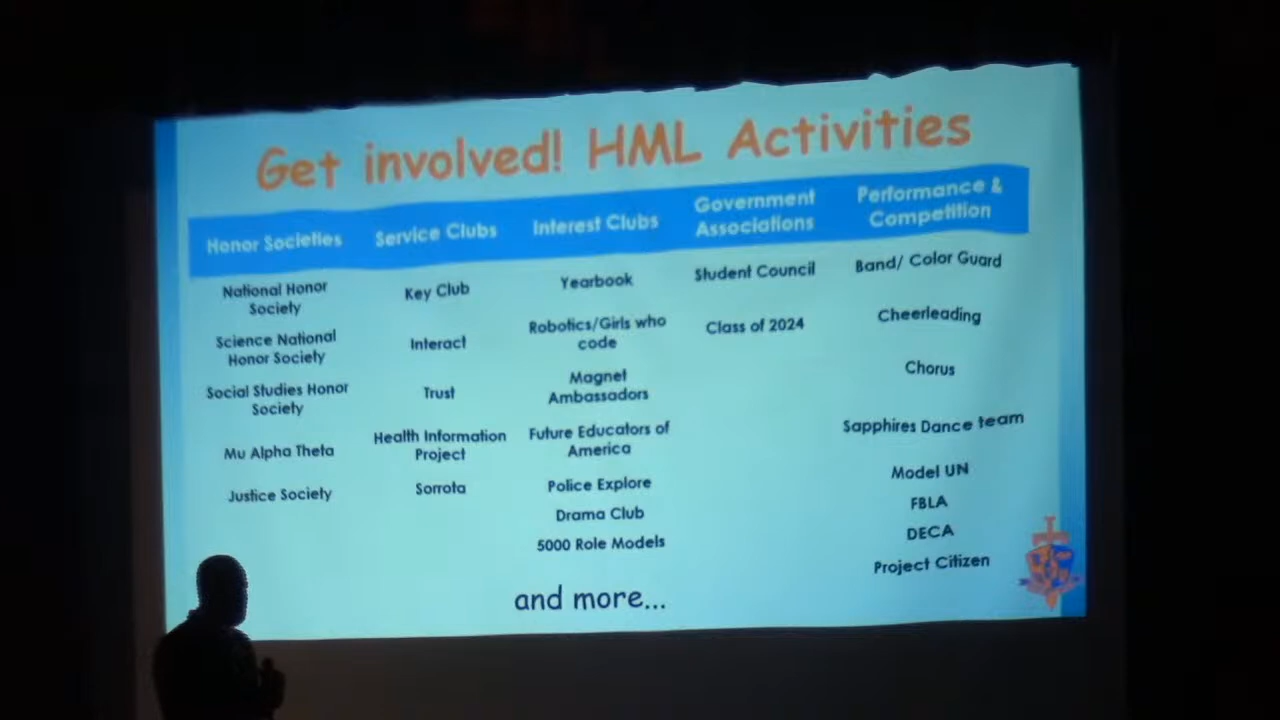 Get involved! HML Activities
Honor Societies
National Honor
Society
Science National
Honor Society
Social Studies Honor
Society
Mu Alpha Theta
Justice Society
Service Clubs
Key Club
Interact
Trust
Health Information
Project
Sorrota
Interest Clubs
Yearbook
Robotics/Girls who
code
Magnet
Ambassadors
Future Educators of
America
Police Explore
Drama Club
5000 Role Models
Government
Associations
Student Council
Class of 2024
Performance &
Competition
Band/ Color Guard
Cheerleading
Chorus
Sapphires Dance team
Model UN
FBLA
DECA
Project Citizen
and more...